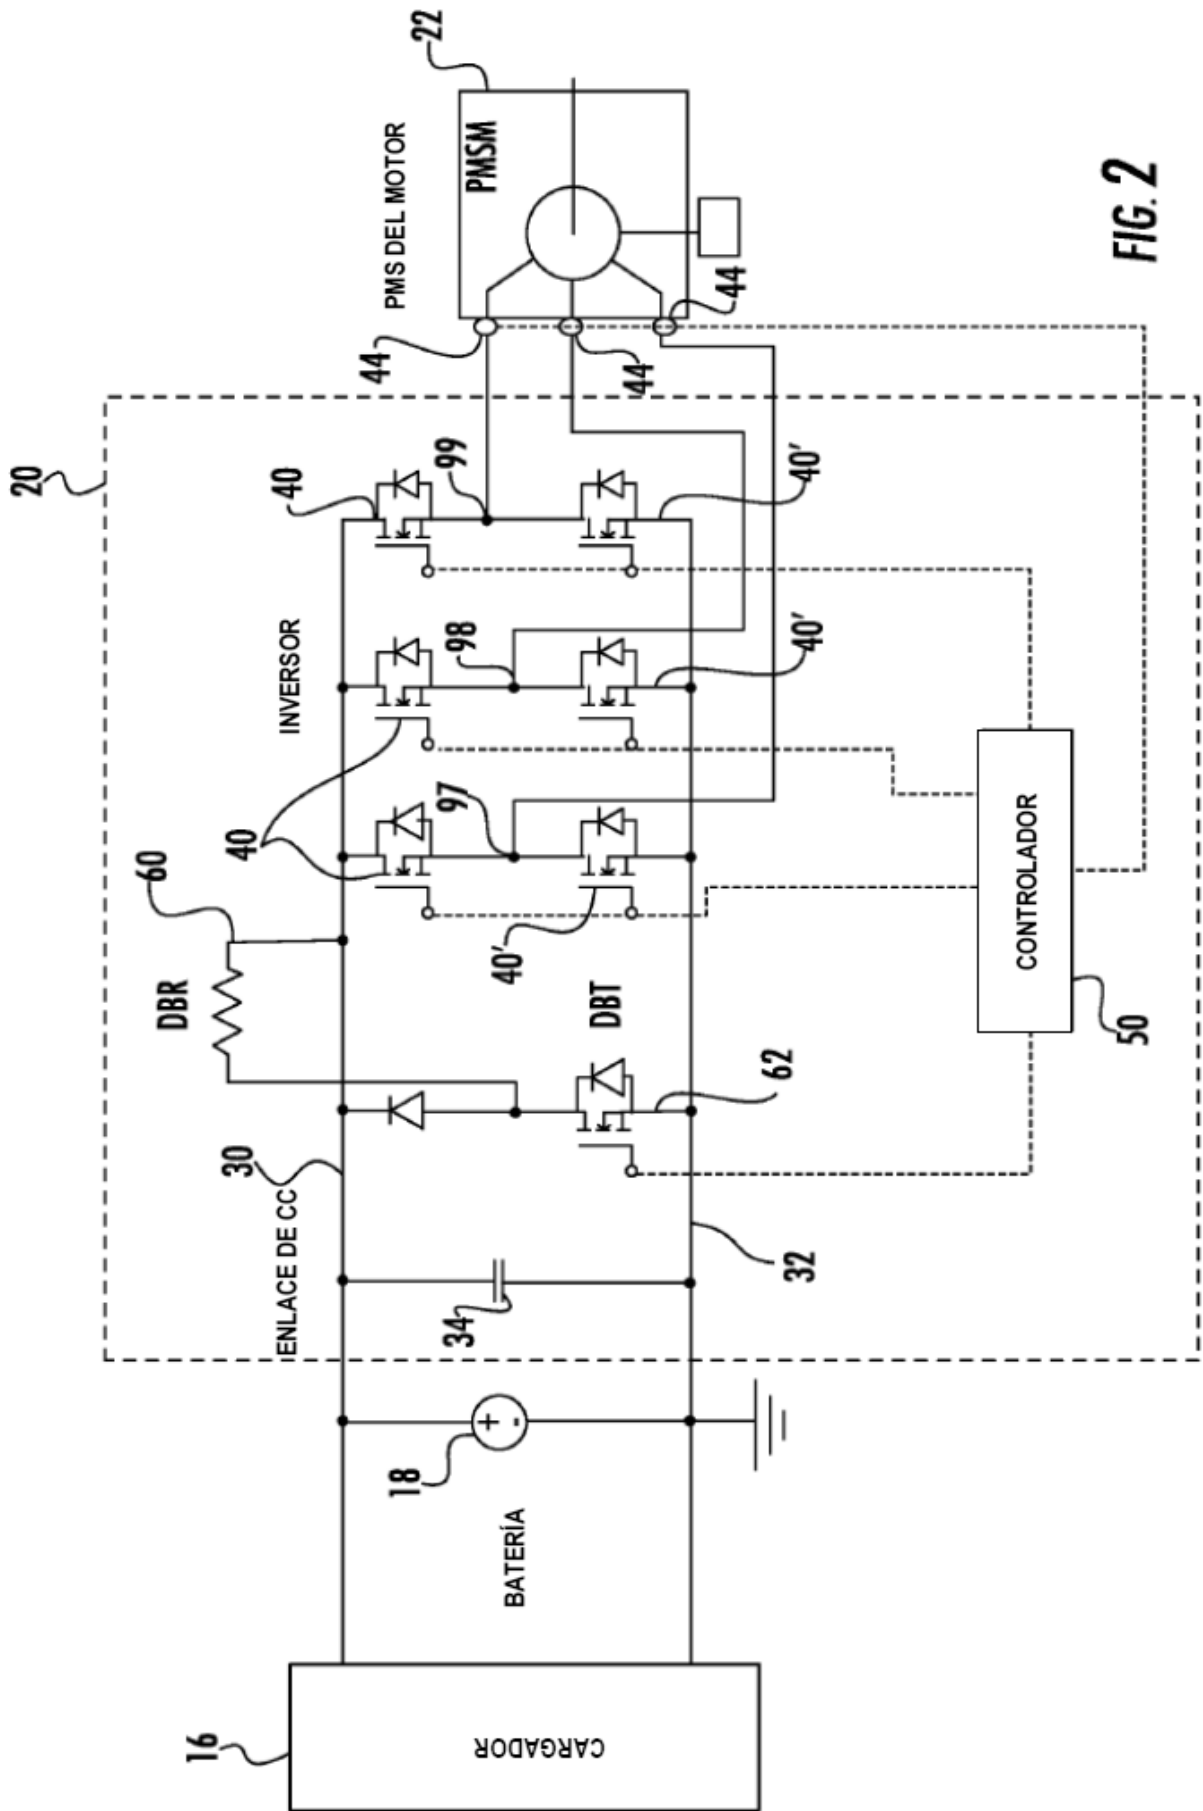 20
22
PMS DEL MOTOR
PMSM
44
44
44
40
99
40'
INVERSOR
98
40'
40
97
40'
60
DBR
DBT
62
CONTROLADOR
50
30
ENLACE DE CC
34
32
18
BATERÍA
+
-
16
CARGADOR
FIG. 2